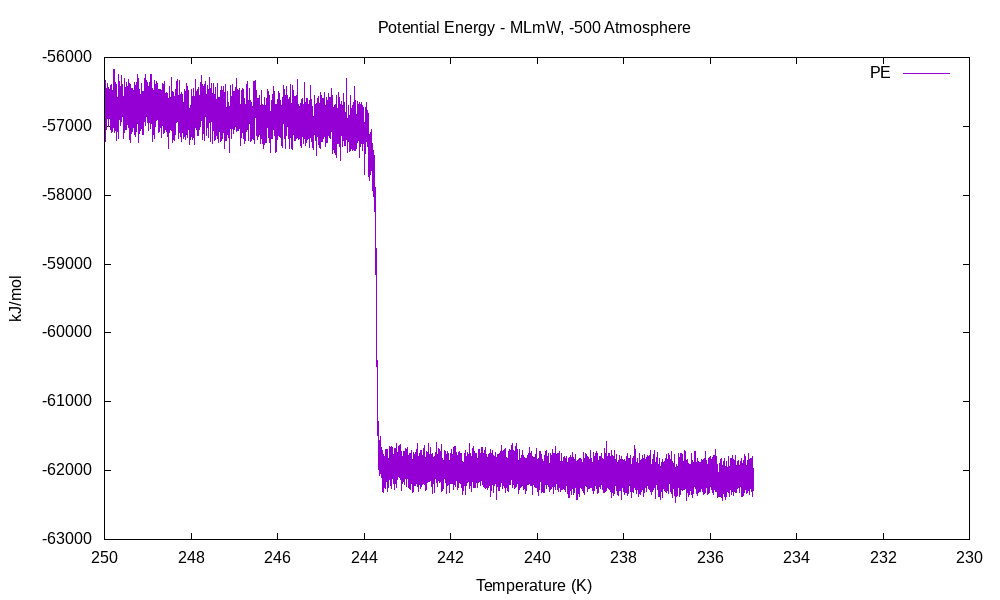 Potential Energy - MLmW, -500 Atmosphere
-56000
PE
-57000
-58000
-59000
kJ/mol
-60000
-61000
-62000
-63000
250 248 246 244 242 240 238 236 234 232 230
Temperature (K)